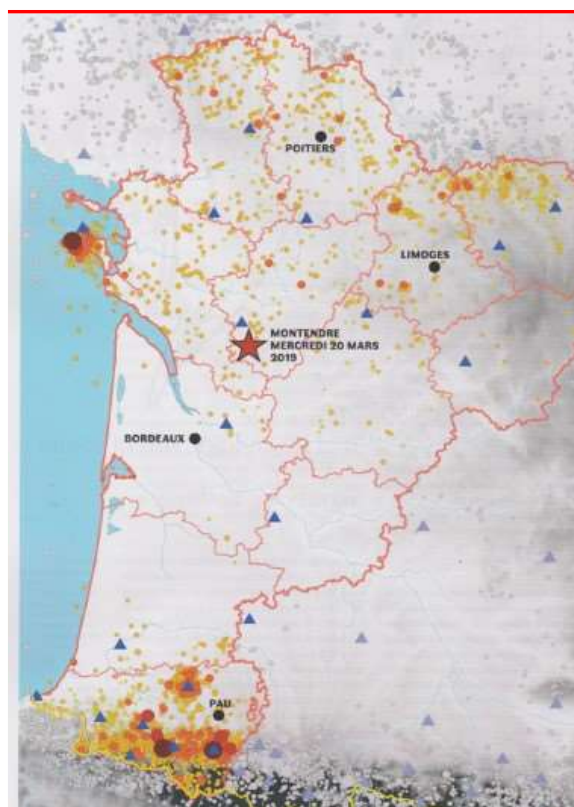 POITIERS
LIMOGES
MONTENDRE
MERCREDI 20 MARS
2019
BORDEAUX
PAU